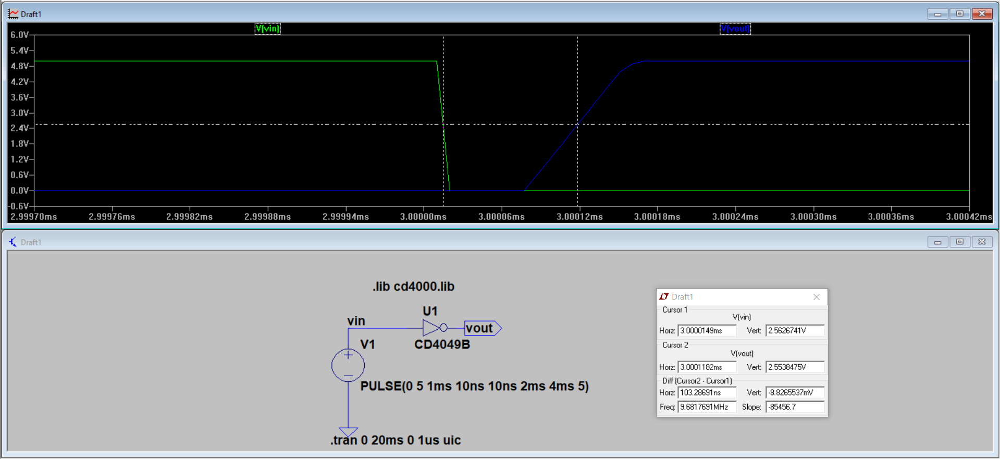 Draft1
V(vin) V(vout)
6.0V
5.4V
4.8V
4.2V
3.6V
3.0V
2.4V
1.8V
1.2V
0.6V
0.0V
-0.6V
2.99970ms 2.99976ms 2.99982ms 2.99988ms 2.99994ms 3.00000ms 3.00006ms 3.00012ms 3.00018ms 3.00024ms 3.00030ms 3.00036ms 3.00042ms
Draft1
.lib cd4000.lib
U1
vin
vout
V1
CD4049B
PULSE(0 5 1ms 10ns 10ns 2ms 4ms 5)
.tran 0 20ms 0 1us uic
Draft1
Cursor 1
V(vin)
Horz: 3.0000149ms Vert: 2.5626741V
Cursor 2
V(vout)
Horz: 3.0001182ms Vert: 2.5538475V
Diff (Cursor2 - Cursor1)
Horz: 103.28691ns Vert: -8.8265537mV
Freq: 9.6817691MHz Slope: -85456.7